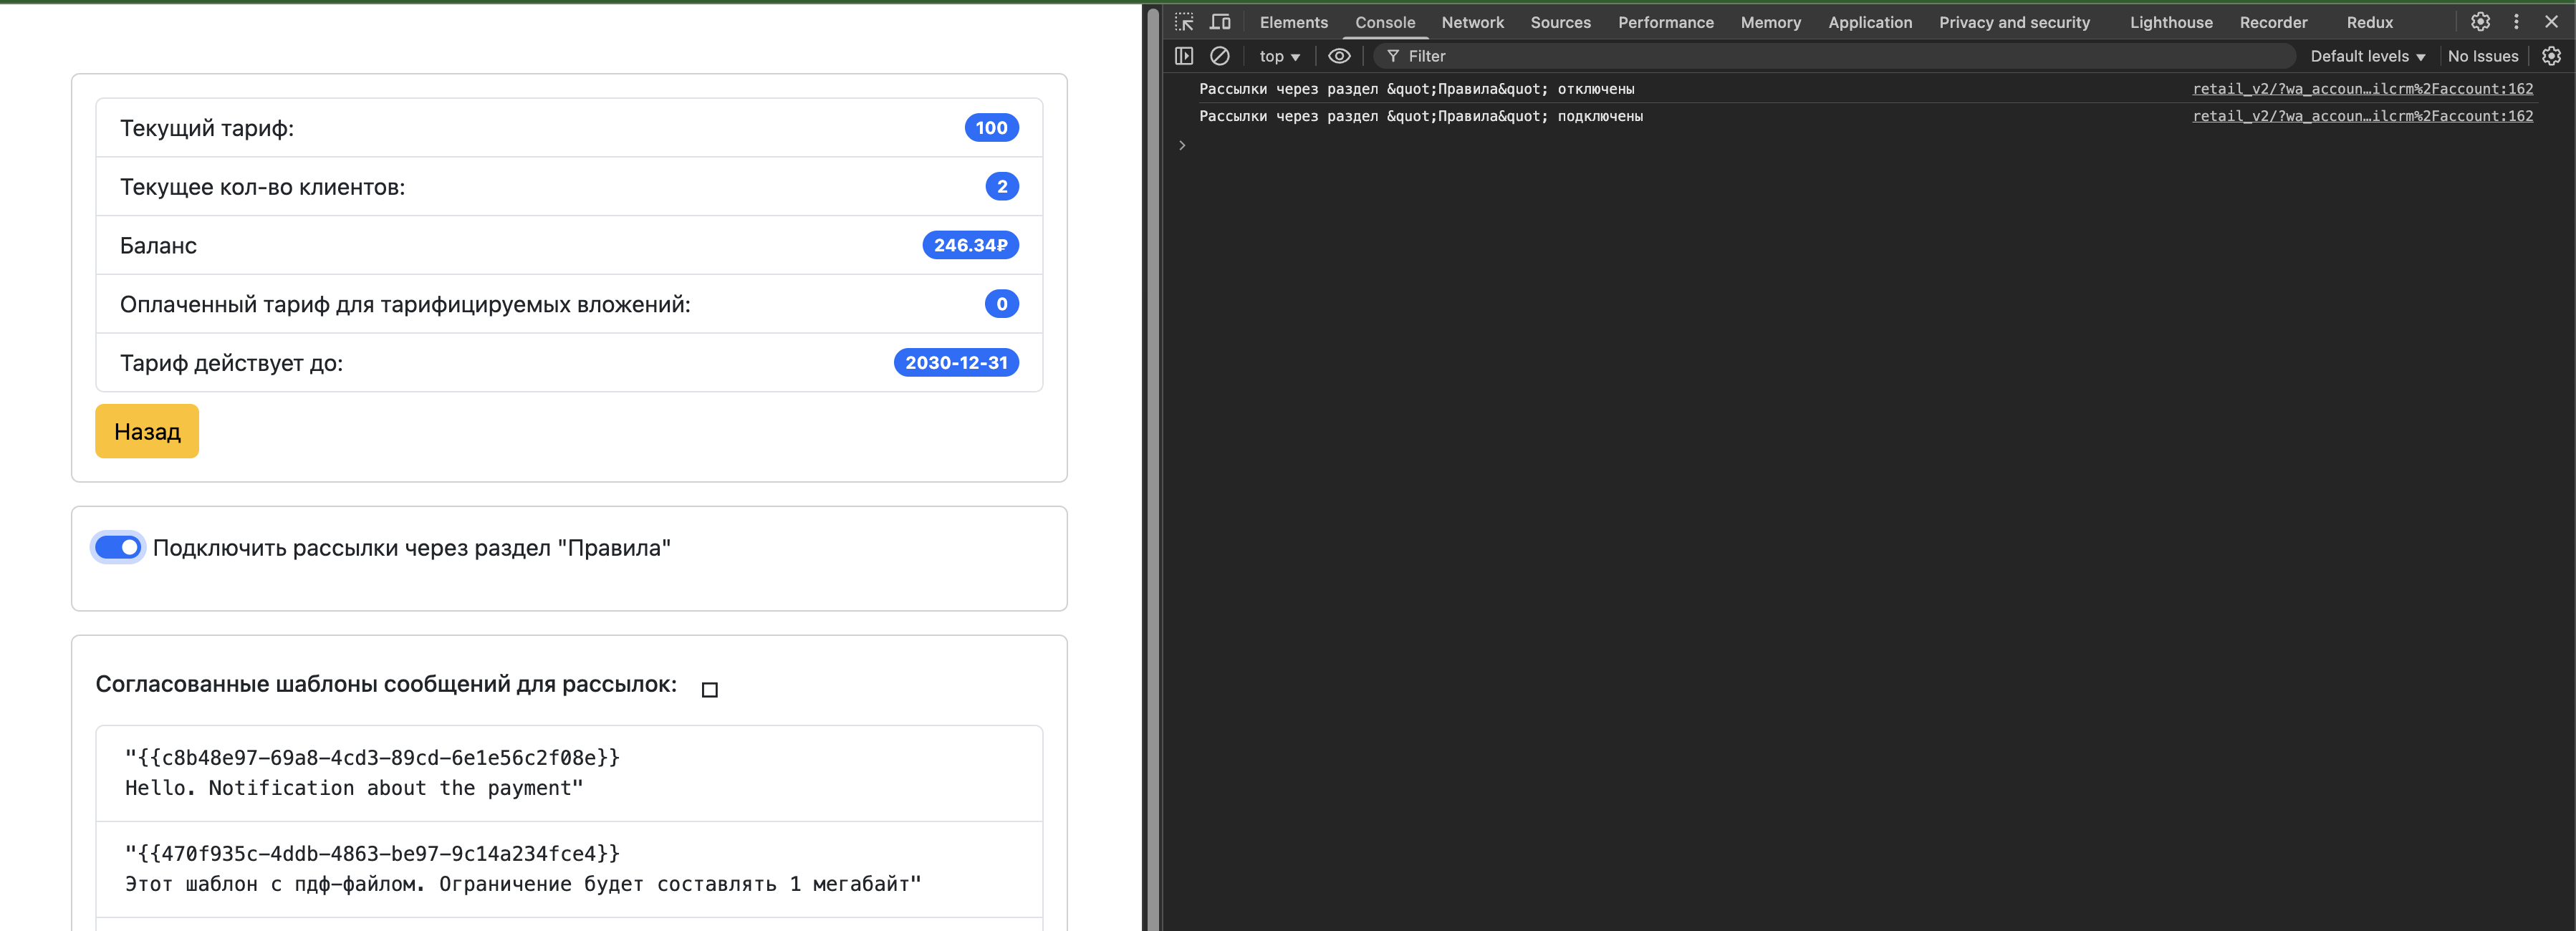 Текущий тариф: 100
Текущее кол-во клиентов: 2
Баланс 246.34₽
Оплаченный тариф для тарифицируемых вложений: 0
Тариф действует до: 2030-12-31
Назад
Подключить рассылки через раздел "Правила"
Согласованные шаблоны сообщений для рассылок:
"{{c8b48e97-69a8-4cd3-89cd-6e1e56c2f08e}}
Hello. Notification about the payment"
"{{470f935c-4ddb-4863-be97-9c14a234fce4}}
Этот шаблон с пдф-файлом. Ограничение будет составлять 1 мегабайт"
Elements Console Network Sources Performance Memory Application Privacy and security Lighthouse Recorder Redux
top Filter Default levels No Issues
Рассылки через раздел &quot;Правила&quot; отключены retail_v2/?wa_accoun…ilcrm%2Faccount:162
Рассылки через раздел &quot;Правила&quot; подключены retail_v2/?wa_accoun…ilcrm%2Faccount:162